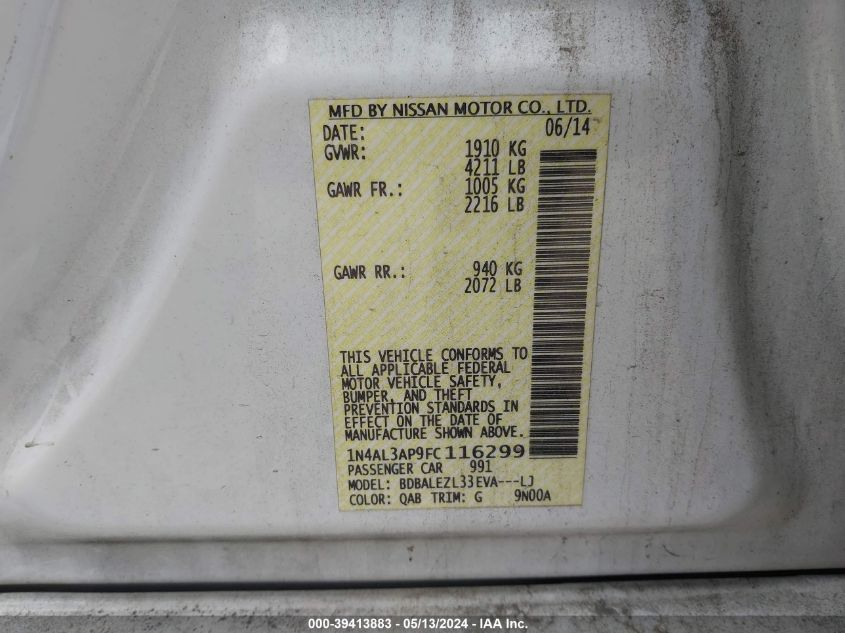 MFD BY NISSAN MOTOR CO., LTD.
DATE: 06/14
GVWR: 1910 KG
4211 LB
GAWR FR.: 1005 KG
2216 LB
GAWR RR.: 940 KG
2072 LB
THIS VEHICLE CONFORMS TO
ALL APPLICABLE FEDERAL
MOTOR VEHICLE SAFETY,
BUMPER, AND THEFT
PREVENTION STANDARDS IN
EFFECT ON THE DATE OF
MANUFACTURE SHOWN ABOVE.
1N4AL3AP9FC116299
PASSENGER CAR 991
MODEL: BDBALEZL33EVA---LJ
COLOR: QAB TRIM: G 9N00A
000-39413883 — 05/13/2024 — IAA Inc.